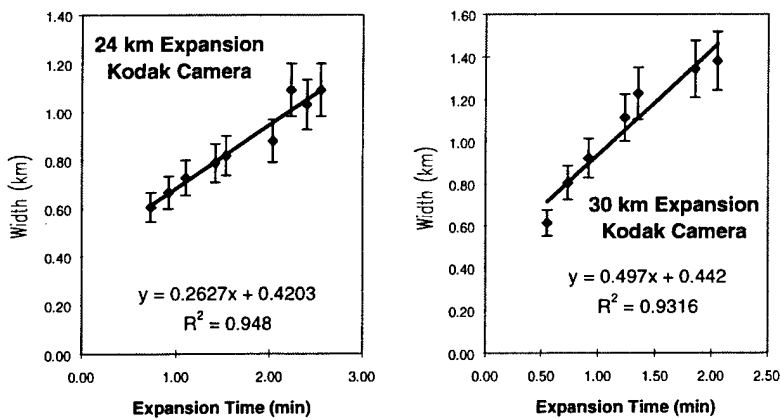 1.40
1.20
1.00
0.80
0.60
0.40
0.20
0.00
Width (km)
24 km Expansion
Kodak Camera
y = 0.2627x + 0.4203
R² = 0.948
0.00 1.00 2.00 3.00
Expansion Time (min)
1.60
1.40
1.20
1.00
0.80
0.60
0.40
0.20
0.00
Width (km)
30 km Expansion
Kodak Camera
y = 0.497x + 0.442
R² = 0.9316
0.00 0.50 1.00 1.50 2.00 2.50
Expansion Time (min)